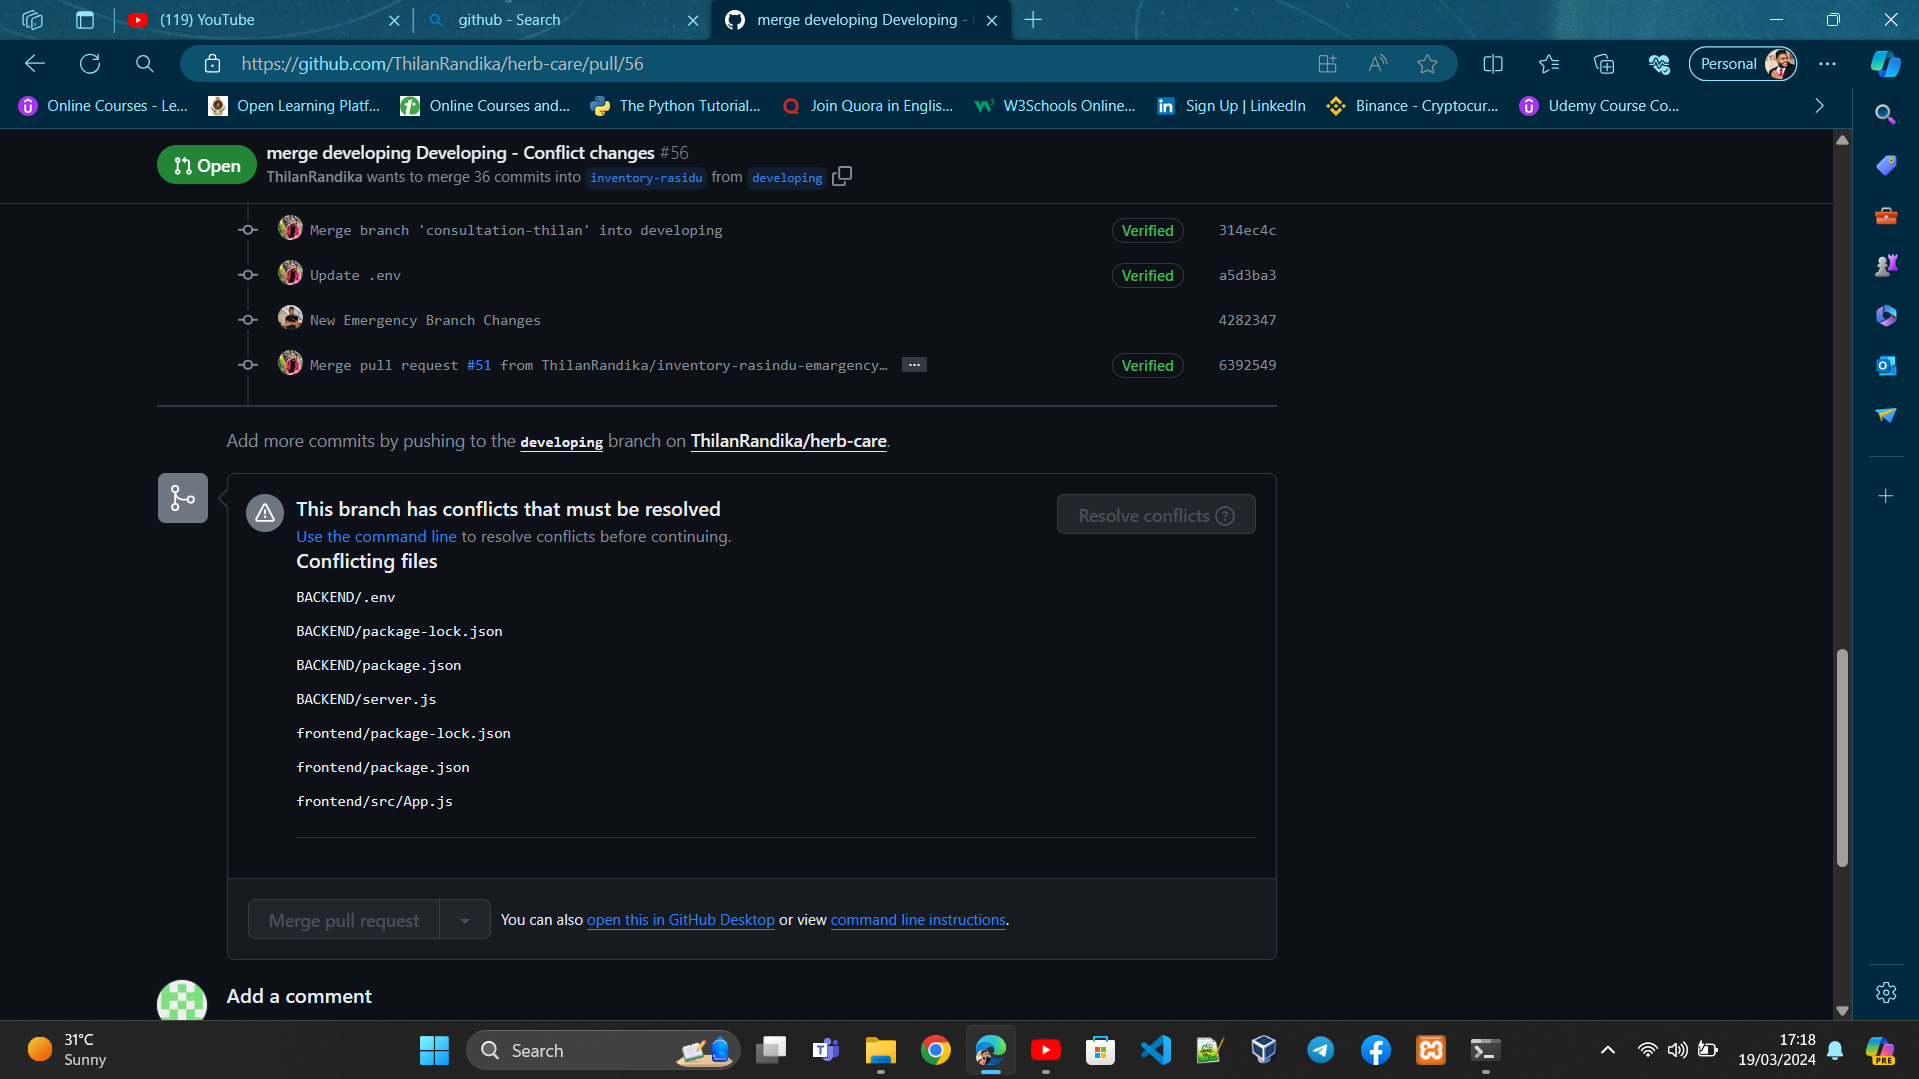 (119) YouTube
github - Search
merge developing Developing -
https://github.com/ThilanRandika/herb-care/pull/56
Personal
Online Courses - Le...
Open Learning Platf...
Online Courses and...
The Python Tutorial...
Join Quora in Englis...
W3Schools Online...
Sign Up | LinkedIn
Binance - Cryptocur...
Udemy Course Co...
Open
merge developing Developing - Conflict changes #56
ThilanRandika wants to merge 36 commits into inventory-rasidu from developing
Merge branch 'consultation-thilan' into developing Verified 314ec4c
Update .env Verified a5d3ba3
New Emergency Branch Changes 4282347
Merge pull request #51 from ThilanRandika/inventory-rasindu-emargency… ... Verified 6392549
Add more commits by pushing to the developing branch on ThilanRandika/herb-care.
This branch has conflicts that must be resolved
Resolve conflicts
Use the command line to resolve conflicts before continuing.
Conflicting files
BACKEND/.env
BACKEND/package-lock.json
BACKEND/package.json
BACKEND/server.js
frontend/package-lock.json
frontend/package.json
frontend/src/App.js
Merge pull request
You can also open this in GitHub Desktop or view command line instructions.
Add a comment
31°C
Sunny
Search
17:18
19/03/2024
PRE